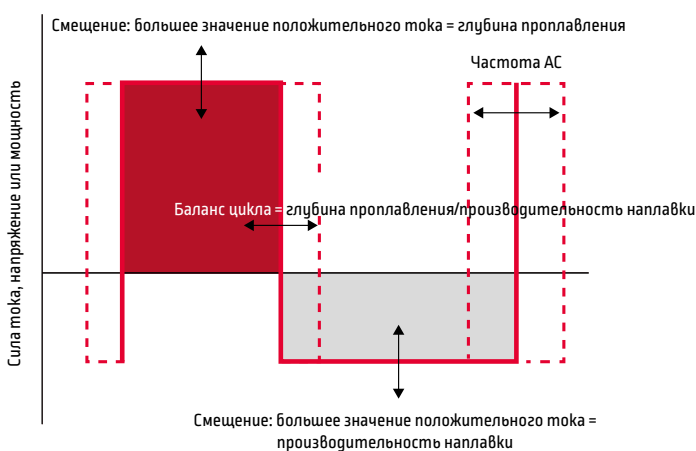 Смещение: большее значение положительного тока = глубина проплавления
Частота AC
Сила тока, напряжение или мощность
Баланс цикла = глубина проплавления/производительность наплавки
Смещение: большее значение положительного тока =
производительность наплавки